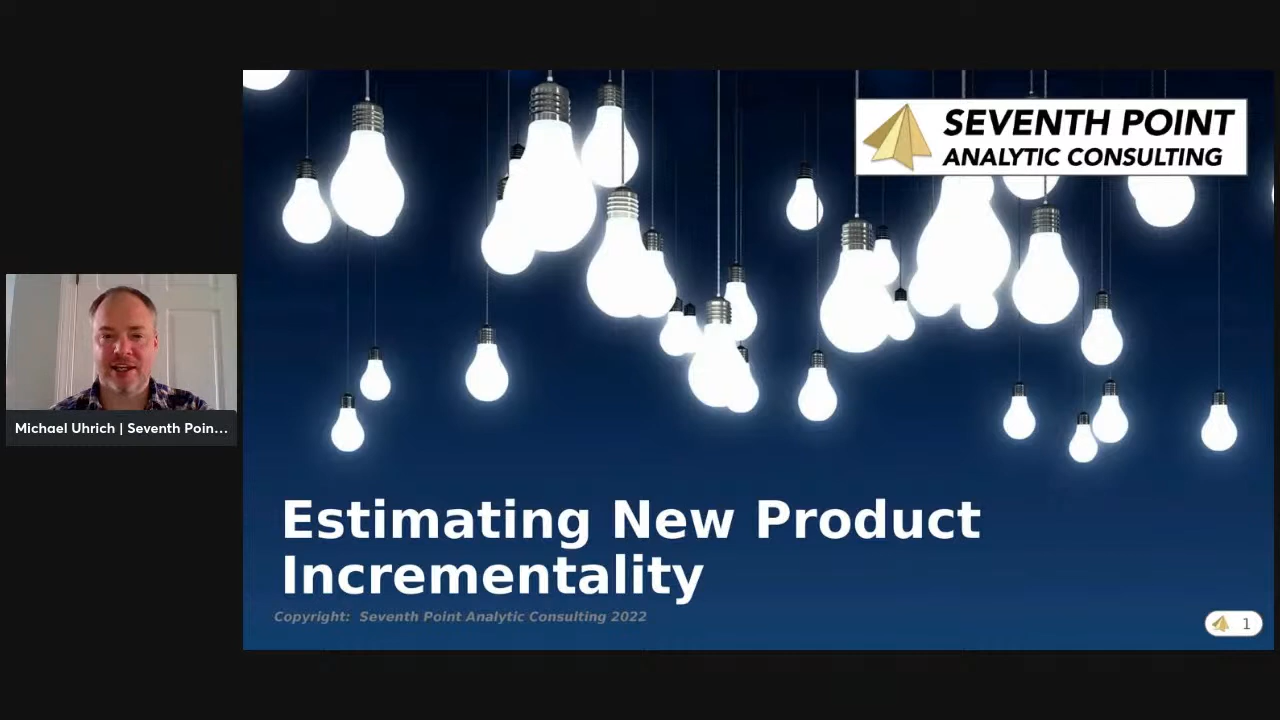 SEVENTH POINT
ANALYTIC CONSULTING
Michael Uhrich | Seventh Poin...
Estimating New Product
Incrementality
Copyright: Seventh Point Analytic Consulting 2022
1